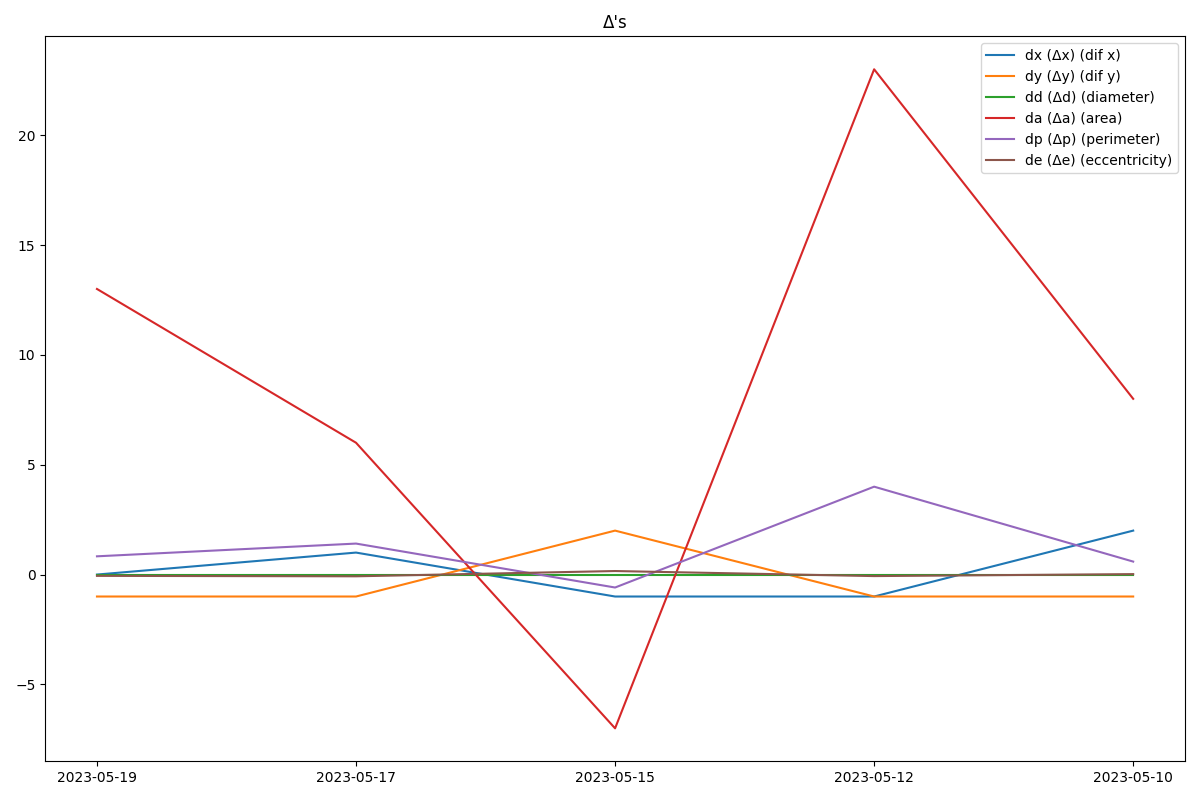 Δ's
dx (Δx) (dif x)
dy (Δy) (dif y)
dd (Δd) (diameter)
da (Δa) (area)
dp (Δp) (perimeter)
de (Δe) (eccentricity)
20
15
10
5
0
−5
2023-05-19 2023-05-17 2023-05-15 2023-05-12 2023-05-10